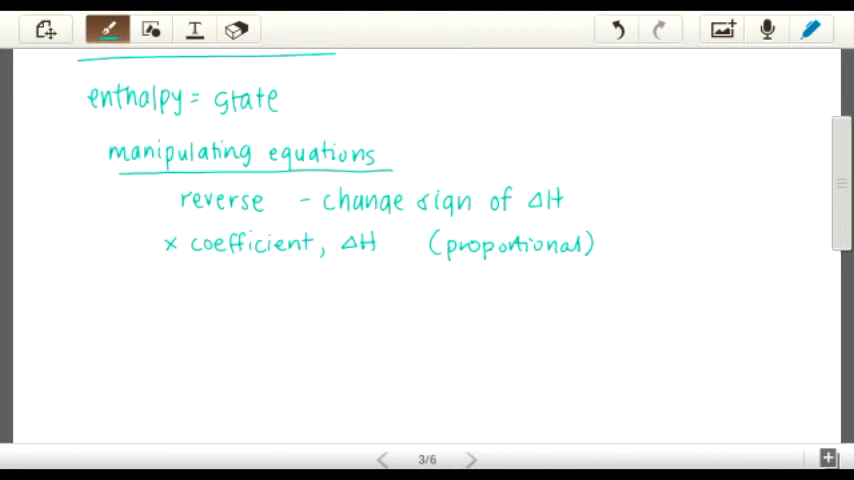 enthalpy = state
manipulating equations
reverse - change sign of ΔH
x coefficient, ΔH (proportional)
3/6